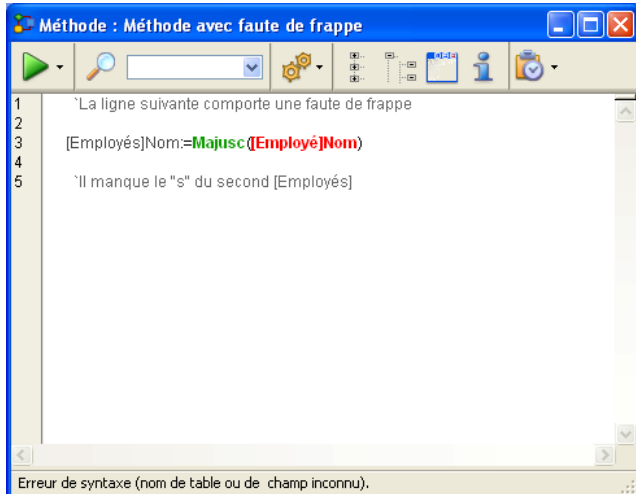 Méthode : Méthode avec faute de frappe
1 `La ligne suivante comporte une faute de frappe
2
3 [Employés]Nom:=Majusc([Employé]Nom)
4
5 `Il manque le "s" du second [Employés]
Erreur de syntaxe (nom de table ou de champ inconnu).